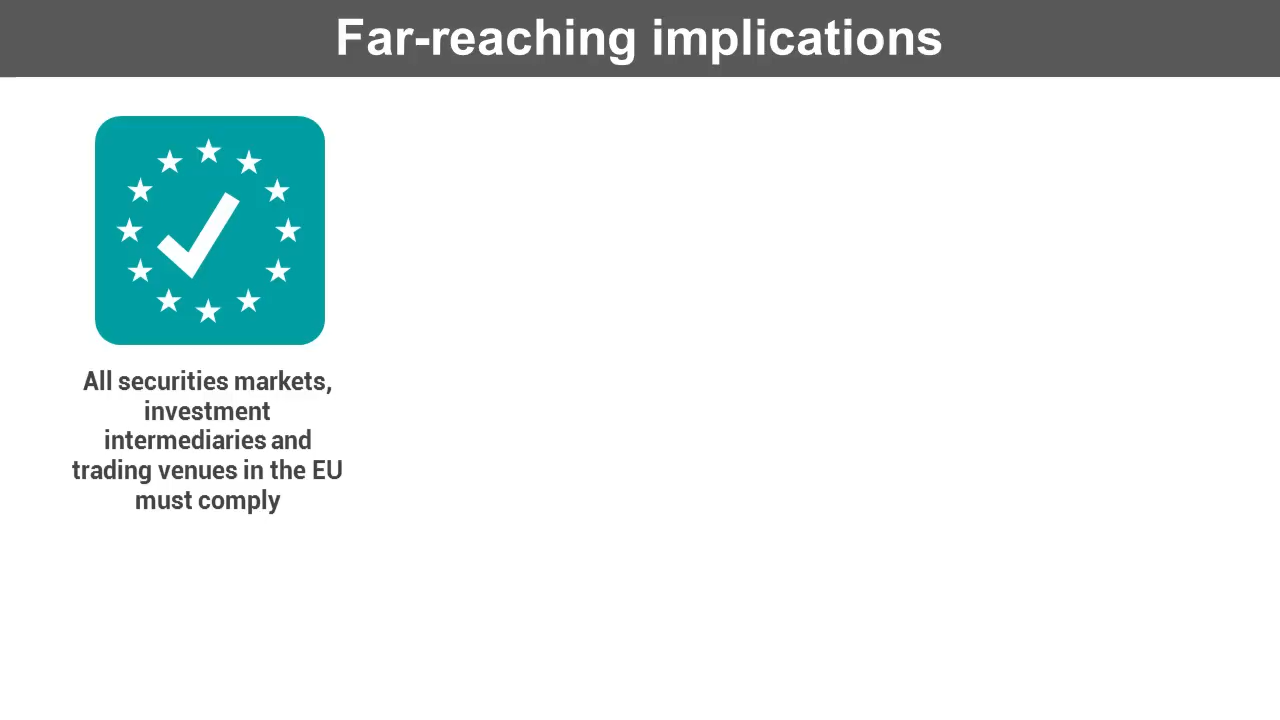 Far-reaching implications
All securities markets,
investment
intermediaries and
trading venues in the EU
must comply